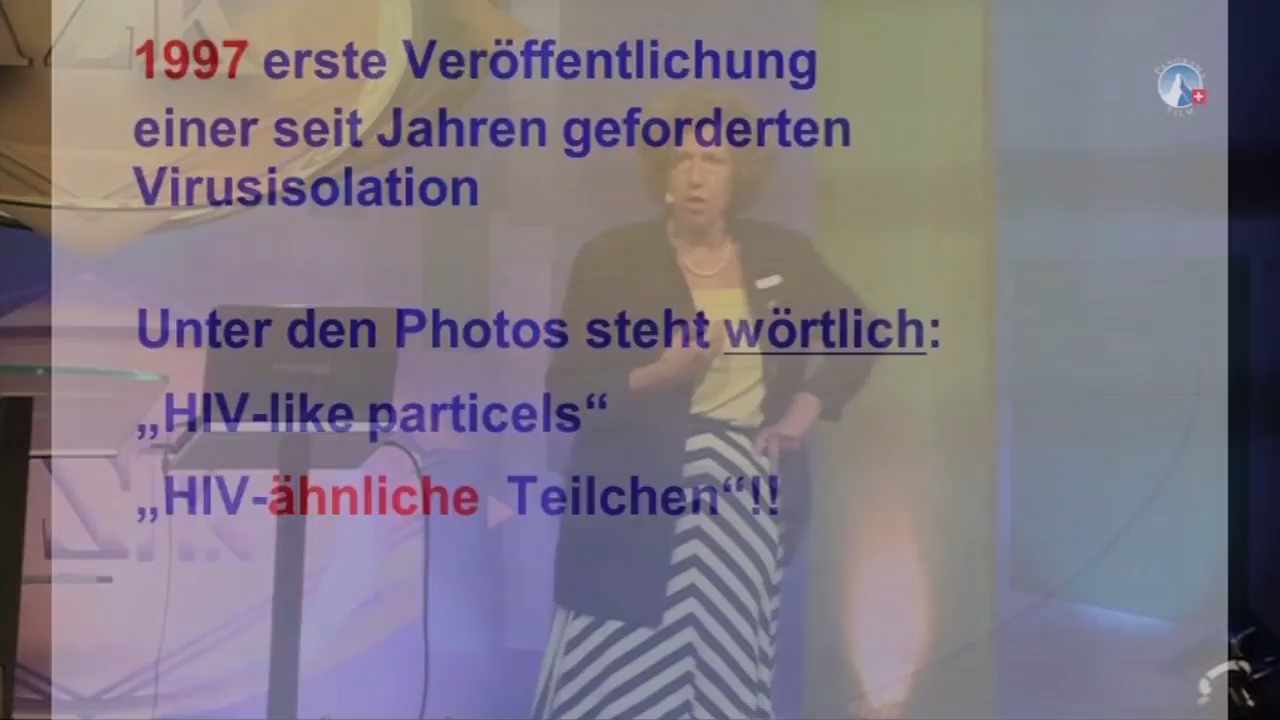 1997 erste Veröffentlichung
einer seit Jahren geforderten
Virusisolation
Unter den Photos steht wörtlich:
„HIV-like particels“
„HIV-ähnliche Teilchen“!!